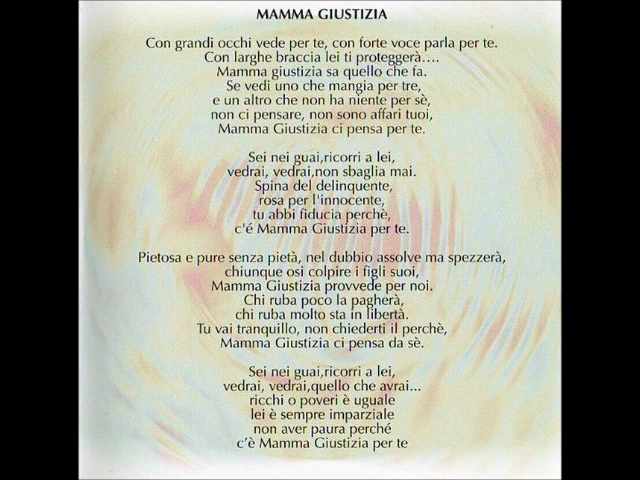 MAMMA GIUSTIZIA
Con grandi occhi vede per te, con forte voce parla per te.
Con larghe braccia lei ti proteggerà....
Mamma giustizia sa quello che fa.
Se vedi uno che mangia per tre,
e un altro che non ha niente per sè,
non ci pensare, non sono affari tuoi,
Mamma Giustizia ci pensa per te.
Sei nei guai,ricorri a lei,
vedrai, vedrai,non sbaglia mai.
Spina del delinquente,
rosa per l'innocente,
tu abbi fiducia perchè,
c'é Mamma Giustizia per te.
Pietosa e pure senza pietà, nel dubbio assolve ma spezzerà,
chiunque osi colpire i figli suoi,
Mamma Giustizia provvede per noi.
Chi ruba poco la pagherà,
chi ruba molto sta in libertà.
Tu vai tranquillo, non chiederti il perchè,
Mamma Giustizia ci pensa da sè.
Sei nei guai,ricorri a lei,
vedrai, vedrai,quello che avrai...
ricchi o poveri è uguale
lei è sempre imparziale
non aver paura perché
c'è Mamma Giustizia per te